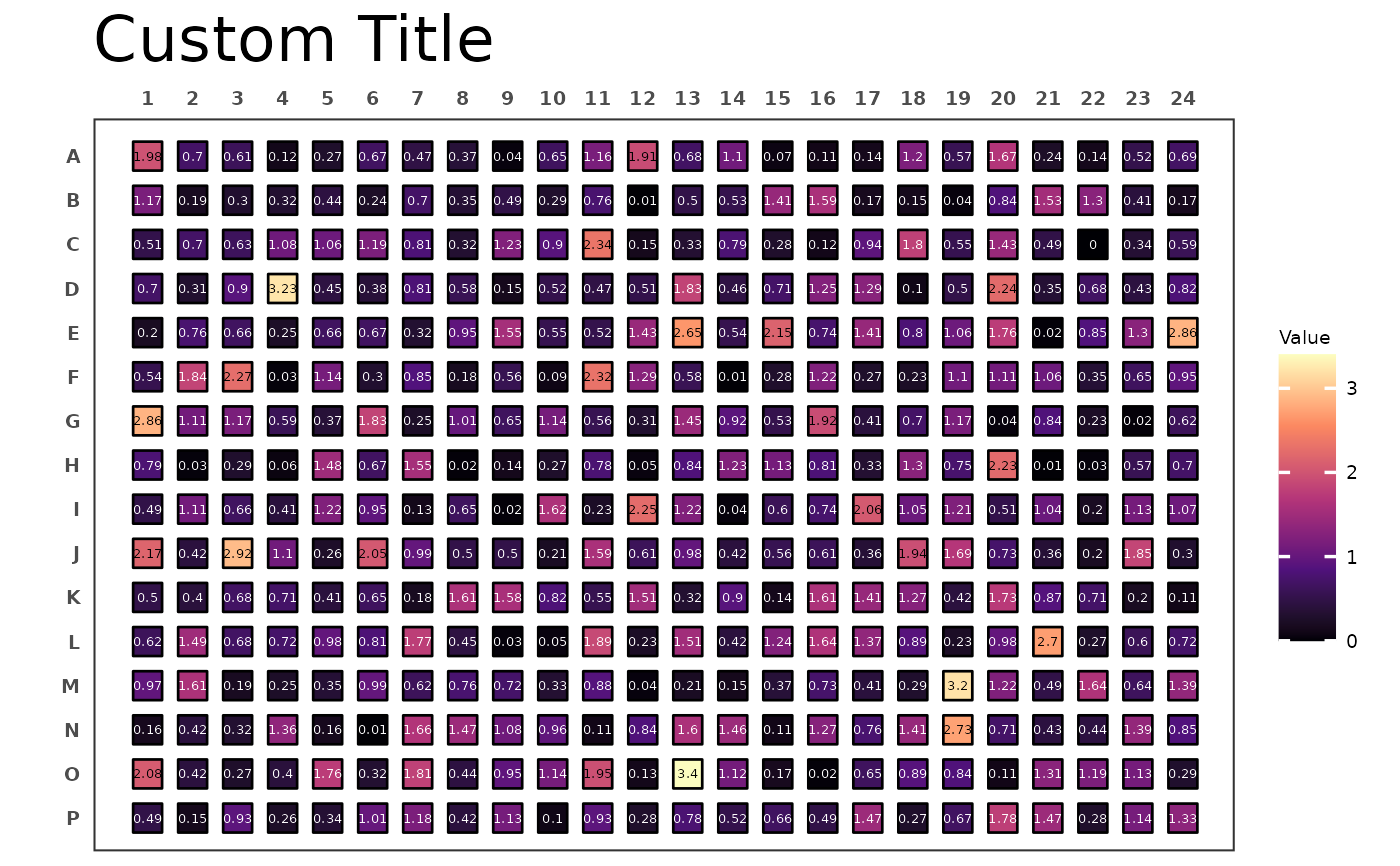 Custom Title
1 2 3 4 5 6 7 8 9 10 11 12 13 14 15 16 17 18 19 20 21 22 23 24
A 1.98 0.7 0.61 0.12 0.27 0.67 0.47 0.37 0.04 0.65 1.16 1.91 0.68 1.1 0.07 0.11 0.14 1.2 0.57 1.67 0.24 0.14 0.52 0.69
B 1.17 0.19 0.3 0.32 0.44 0.24 0.7 0.35 0.49 0.29 0.76 0.01 0.5 0.53 1.41 1.59 0.17 0.15 0.04 0.84 1.53 1.3 0.41 0.17
C 0.51 0.7 0.63 1.08 1.06 1.19 0.81 0.32 1.23 0.9 2.34 0.15 0.33 0.79 0.28 0.12 0.94 1.8 0.55 1.43 0.49 0 0.34 0.59
D 0.7 0.31 0.9 3.23 0.45 0.38 0.81 0.58 0.15 0.52 0.47 0.51 1.83 0.46 0.71 1.25 1.29 0.1 0.5 2.24 0.35 0.68 0.43 0.82
E 0.2 0.76 0.66 0.25 0.66 0.67 0.32 0.95 1.55 0.55 0.52 1.43 2.65 0.54 2.15 0.74 1.41 0.8 1.06 1.76 0.02 0.85 1.3 2.86
Value
F 0.54 1.84 2.27 0.03 1.14 0.3 0.85 0.18 0.56 0.09 2.32 1.29 0.58 0.01 0.28 1.22 0.27 0.23 1.1 1.11 1.06 0.35 0.65 0.95
3
G 2.86 1.11 1.17 0.59 0.37 1.83 0.25 1.01 0.65 1.14 0.56 0.31 1.45 0.92 0.53 1.92 0.41 0.7 1.17 0.04 0.84 0.23 0.02 0.62
H 0.79 0.03 0.29 0.06 1.48 0.67 1.55 0.02 0.14 0.27 0.78 0.05 0.84 1.23 1.13 0.81 0.33 1.3 0.75 2.23 0.01 0.03 0.57 0.7
2
I 0.49 1.11 0.66 0.41 1.22 0.95 0.13 0.65 0.02 1.62 0.23 2.25 1.22 0.04 0.6 0.74 2.06 1.05 1.21 0.51 1.04 0.2 1.13 1.07
J 2.17 0.42 2.92 1.1 0.26 2.05 0.99 0.5 0.5 0.21 1.59 0.61 0.98 0.42 0.56 0.61 0.36 1.94 1.69 0.73 0.36 0.2 1.85 0.3
1
K 0.5 0.4 0.68 0.71 0.41 0.65 0.18 1.61 1.58 0.82 0.55 1.51 0.32 0.9 0.14 1.61 1.41 1.27 0.42 1.73 0.87 0.71 0.2 0.11
L 0.62 1.49 0.68 0.72 0.98 0.81 1.77 0.45 0.03 0.05 1.89 0.23 1.51 0.42 1.24 1.64 1.37 0.89 0.23 0.98 2.7 0.27 0.6 0.72
0
M 0.97 1.61 0.19 0.25 0.35 0.99 0.62 0.76 0.72 0.33 0.88 0.04 0.21 0.15 0.37 0.73 0.41 0.29 3.2 1.22 0.49 1.64 0.64 1.39
N 0.16 0.42 0.32 1.36 0.16 0.01 1.66 1.47 1.08 0.96 0.11 0.84 1.6 1.46 0.11 1.27 0.76 1.41 2.73 0.71 0.43 0.44 1.39 0.85
O 2.08 0.42 0.27 0.4 1.76 0.32 1.81 0.44 0.95 1.14 1.95 0.13 3.4 1.12 0.17 0.02 0.65 0.89 0.84 0.11 1.31 1.19 1.13 0.29
P 0.49 0.15 0.93 0.26 0.34 1.01 1.18 0.42 1.13 0.1 0.93 0.28 0.78 0.52 0.66 0.49 1.47 0.27 0.67 1.78 1.47 0.28 1.14 1.33